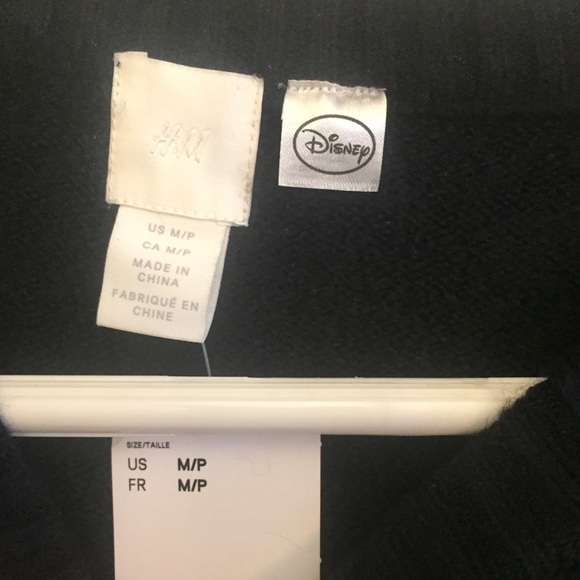 H&M
Disney
US M/P
CA M/P
MADE IN
CHINA
FABRIQUÉ EN
CHINE
SIZE/TAILLE
US M/P
FR M/P